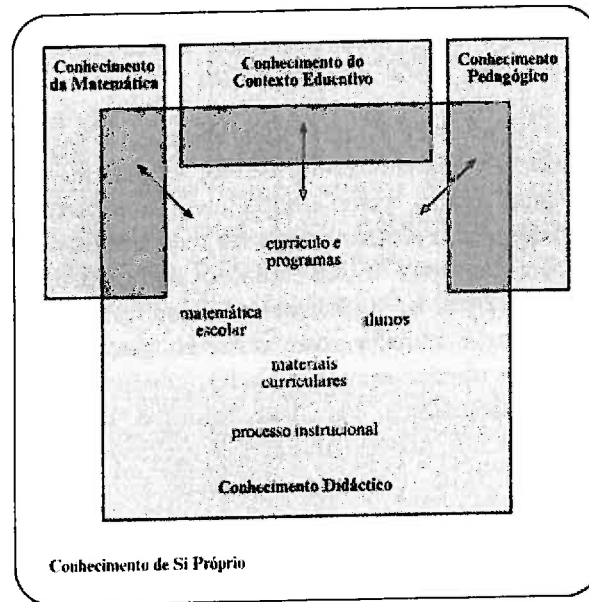 Conhecimento
da Matemática
Conhecimento do
Contexto Educativo
Conhecimento
Pedagógico
currículo e
programas
matemática
escolar
alunos
materiais
curriculares
processo instrucional
Conhecimento Didáctico
Conhecimento de Si Próprio